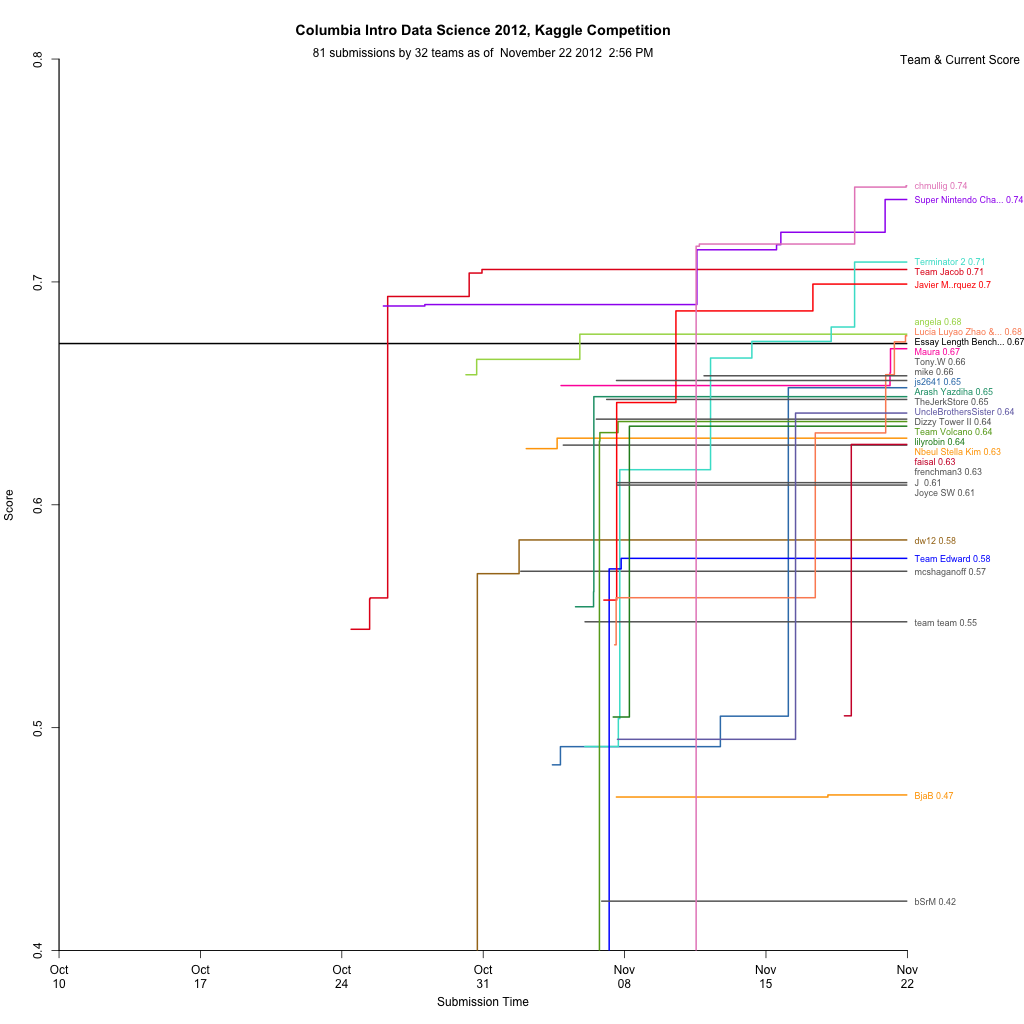 Columbia Intro Data Science 2012, Kaggle Competition
81 submissions by 32 teams as of November 22 2012 2:56 PM
Team & Current Score
0.8
0.7
0.6
0.5
0.4
Score
chmullig 0.74
Super Nintendo Cha... 0.74
Terminator 2 0.71
Team Jacob 0.71
Javier M..rquez 0.7
angela 0.68
Lucia Luyao Zhao &... 0.68
Essay Length Bench... 0.67
Maura 0.67
Tony.W 0.66
mike 0.66
js2641 0.65
Arash Yazdiha 0.65
TheJerkStore 0.65
UncleBrothersSister 0.64
Dizzy Tower II 0.64
Team Volcano 0.64
lilyrobin 0.64
Nbeul Stella Kim 0.63
faisal 0.63
frenchman3 0.63
J 0.61
Joyce SW 0.61
dw12 0.58
Team Edward 0.58
mcshaganoff 0.57
team team 0.55
BjaB 0.47
bSrM 0.42
Oct 10
Oct 17
Oct 24
Oct 31
Nov 08
Nov 15
Nov 22
Submission Time